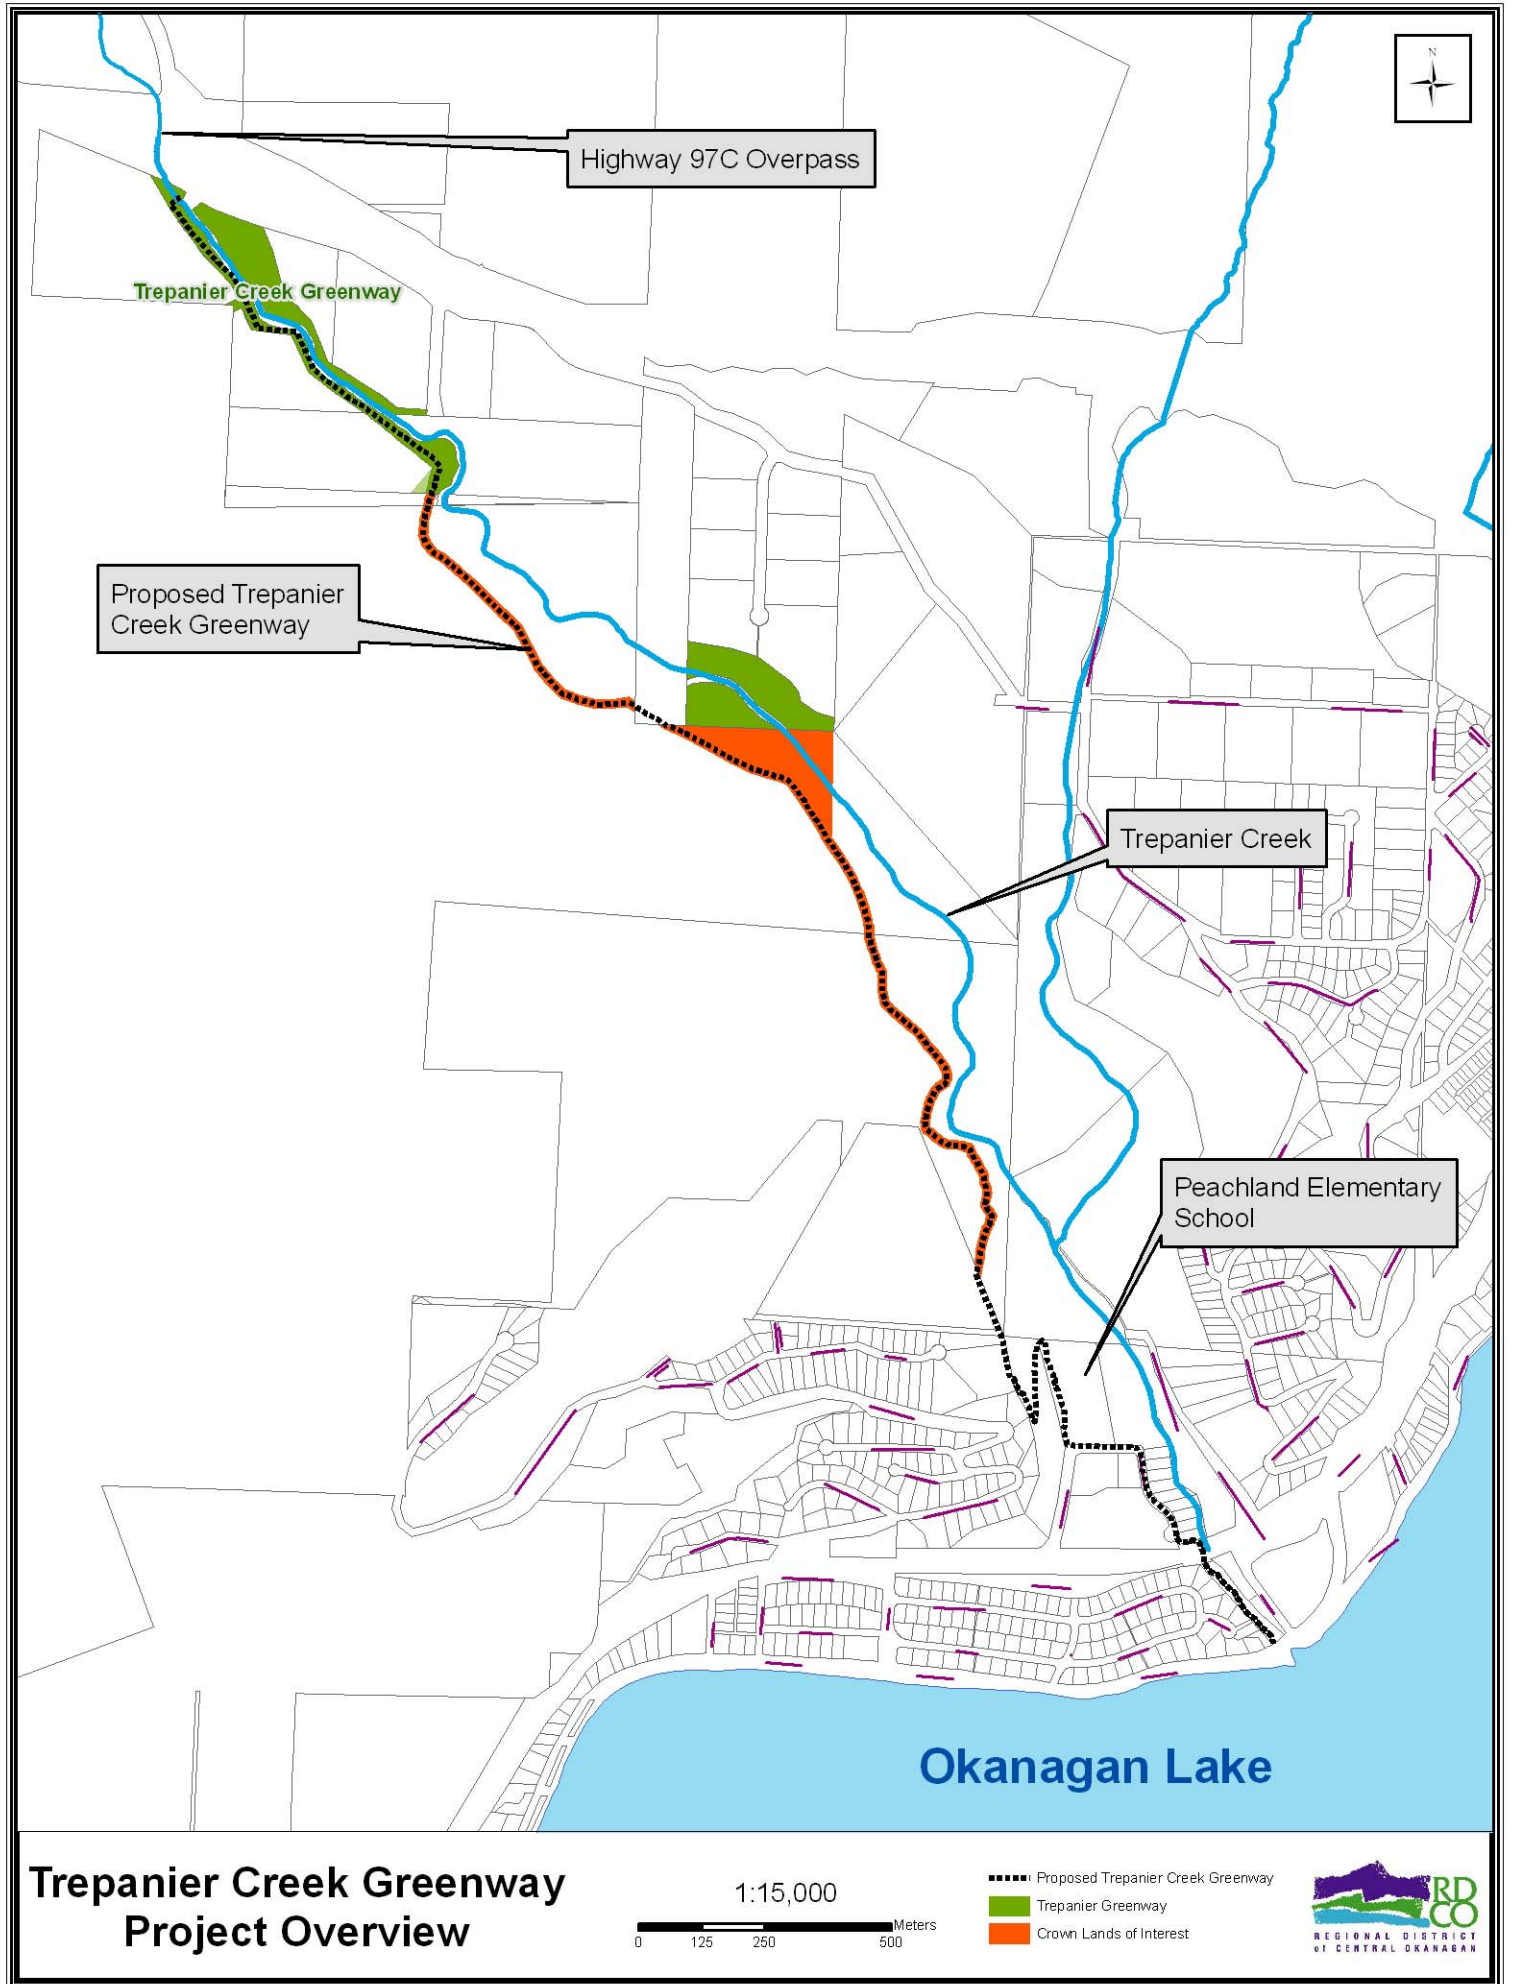 N
Highway 97C Overpass
Trepanier Creek Greenway
Proposed Trepanier
Creek Greenway
Trepanier Creek
Peachland Elementary
School
Okanagan Lake
Trepanier Creek Greenway
Project Overview
1:15,000
Meters
0 125 250 500
Proposed Trepanier Creek Greenway
Trepanier Greenway
Crown Lands of Interest
RD
CO
REGIONAL DISTRICT
of CENTRAL OKANAGAN